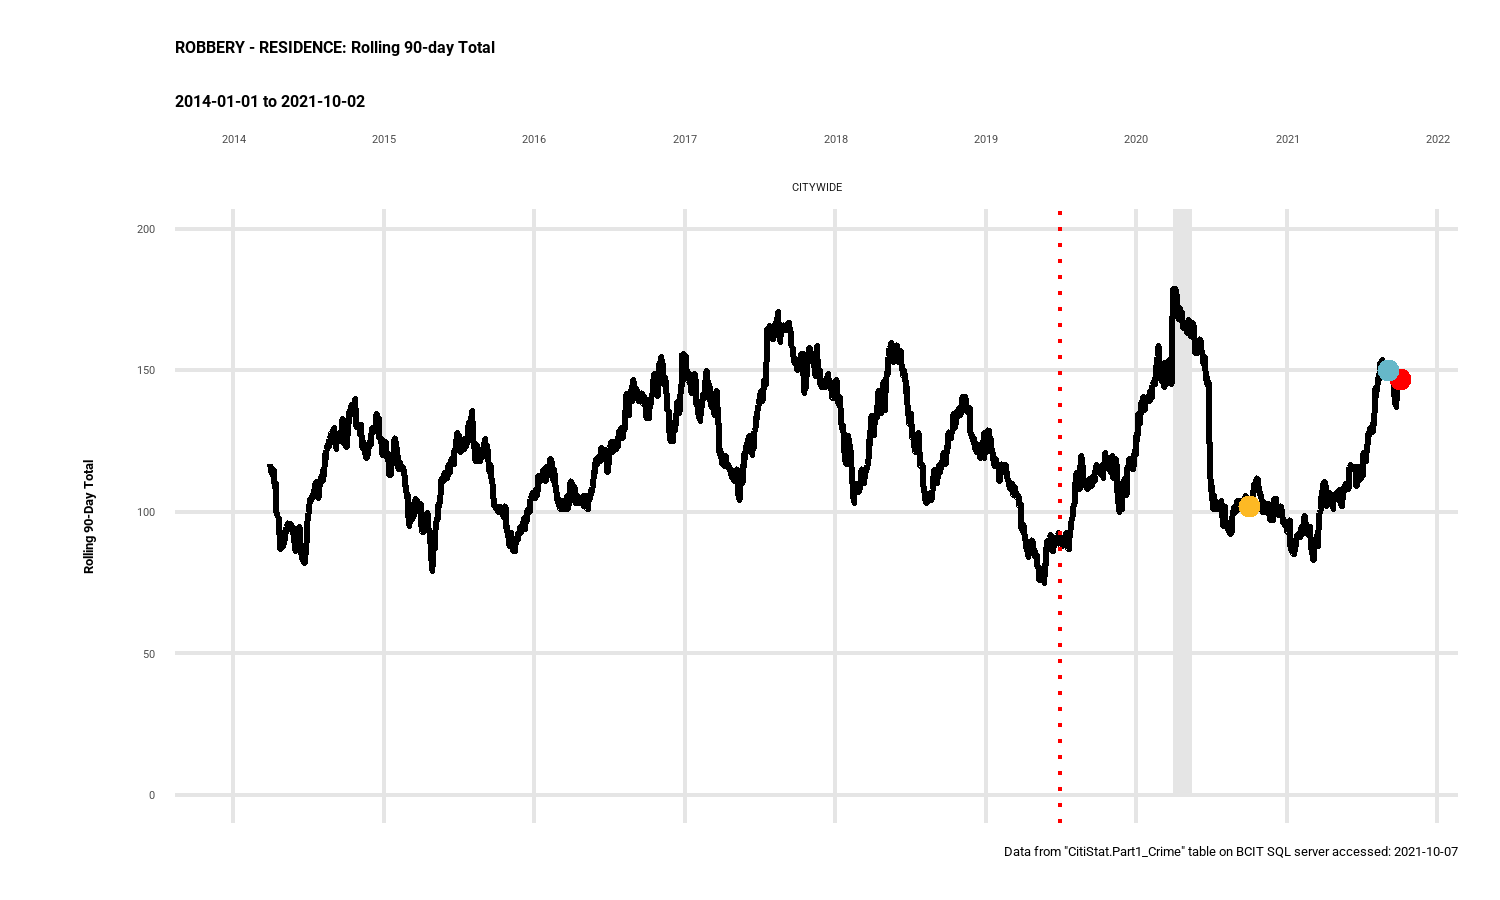 ROBBERY - RESIDENCE: Rolling 90-day Total
2014-01-01 to 2021-10-02
2014 2015 2016 2017 2018 2019 2020 2021 2022
CITYWIDE
200
150
100
50
0
Rolling 90-Day Total
Data from "CitiStat.Part1_Crime" table on BCIT SQL server accessed: 2021-10-07